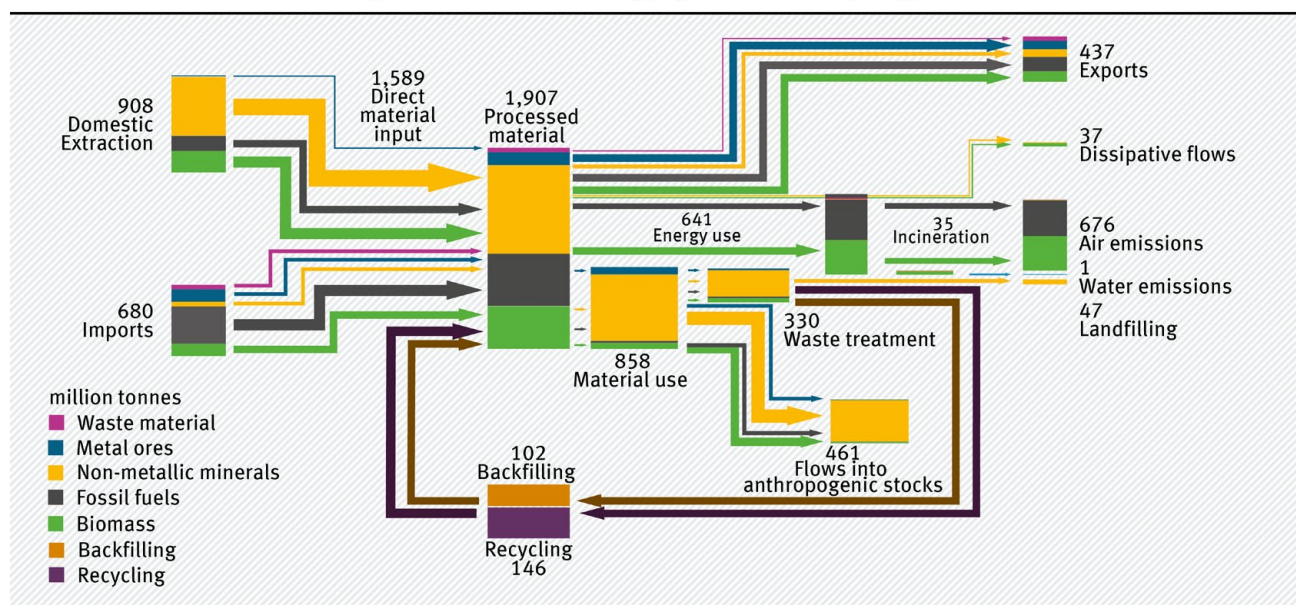 908
Domestic
Extraction
1,589
Direct
material
input
1,907
Processed
material
437
Exports
37
Dissipative flows
641
Energy use
35
Incineration
676
Air emissions
1
Water emissions
47
Landfilling
680
Imports
330
Waste treatment
858
Material use
461
Flows into
anthropogenic stocks
102
Backfilling
Recycling
146
million tonnes
Waste material
Metal ores
Non-metallic minerals
Fossil fuels
Biomass
Backfilling
Recycling